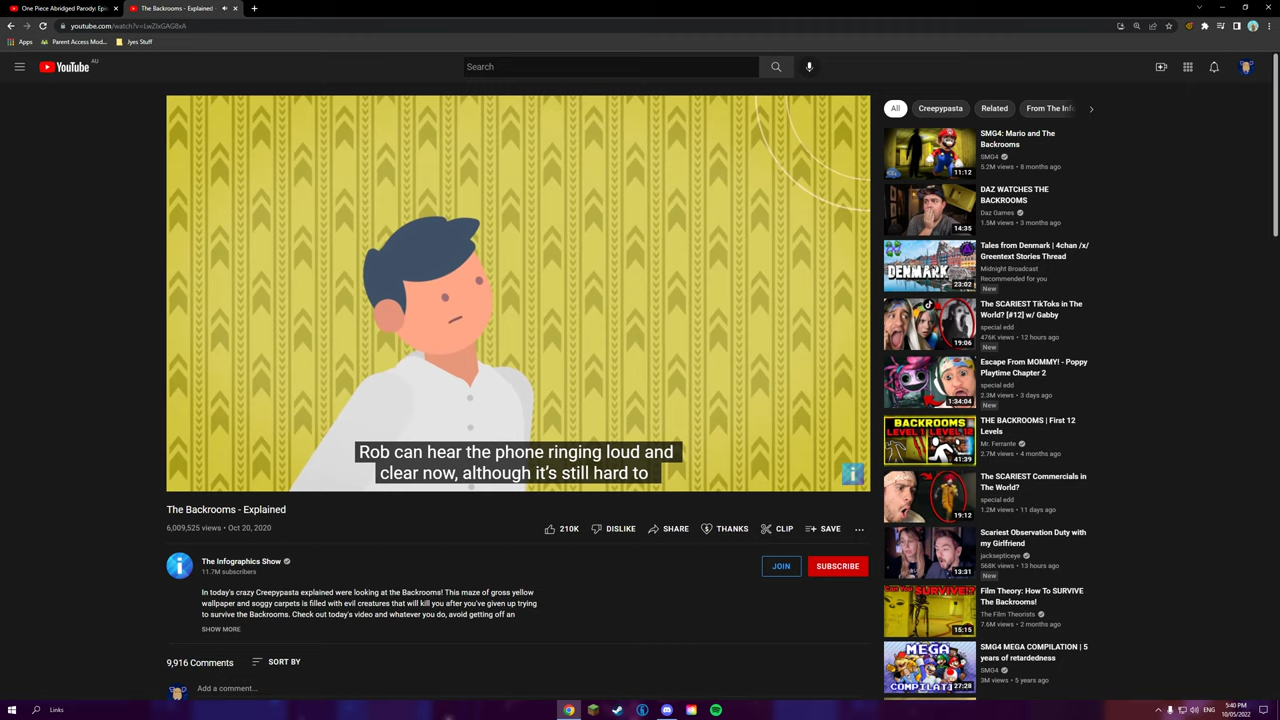 One Piece Abridged Parody: Epi
The Backrooms - Explained
youtube.com/watch?v=LwZlxGAG8xA
Apps
Parent Access Mod...
Jyes Stuff
YouTube
AU
Search
Rob can hear the phone ringing loud and
clear now, although it's still hard to
The Backrooms - Explained
6,009,525 views • Oct 20, 2020
210K
DISLIKE
SHARE
THANKS
CLIP
SAVE
The Infographics Show
11.7M subscribers
JOIN
SUBSCRIBE
In today's crazy Creepypasta explained were looking at the Backrooms! This maze of gross yellow
wallpaper and soggy carpets is filled with evil creatures that will kill you after you've given up trying
to survive the Backrooms. Check out today's video and whatever you do, avoid getting off an
SHOW MORE
9,916 Comments
SORT BY
Add a comment...
All
Creepypasta
Related
From The Info
11:12
SMG4: Mario and The
Backrooms
SMG4
5.2M views • 8 months ago
14:35
DAZ WATCHES THE
BACKROOMS
Daz Games
1.5M views • 3 months ago
DENMARK
23:02
Tales from Denmark | 4chan /x/
Greentext Stories Thread
Midnight Broadcast
Recommended for you
New
19:06
The SCARIEST TikToks in The
World? [#12] w/ Gabby
special edd
476K views • 12 hours ago
New
1:34:04
Escape From MOMMY! - Poppy
Playtime Chapter 2
special edd
2.3M views • 3 days ago
New
BACKROOMS
LEVEL 1 LEVEL 12
41:39
THE BACKROOMS | First 12
Levels
Mr. Ferrante
2.7M views • 4 months ago
19:12
The SCARIEST Commercials in
The World?
special edd
1.2M views • 11 days ago
13:31
Scariest Observation Duty with
my Girlfriend
jacksepticeye
568K views • 13 hours ago
New
15:15
Film Theory: How To SURVIVE
The Backrooms!
The Film Theorists
7.6M views • 2 months ago
MEGA
COMPILATION
27:28
SMG4 MEGA COMPILATION | 5
years of retardedness
SMG4
3M views • 5 years ago
Links
ENG
5:40 PM
10/05/2022